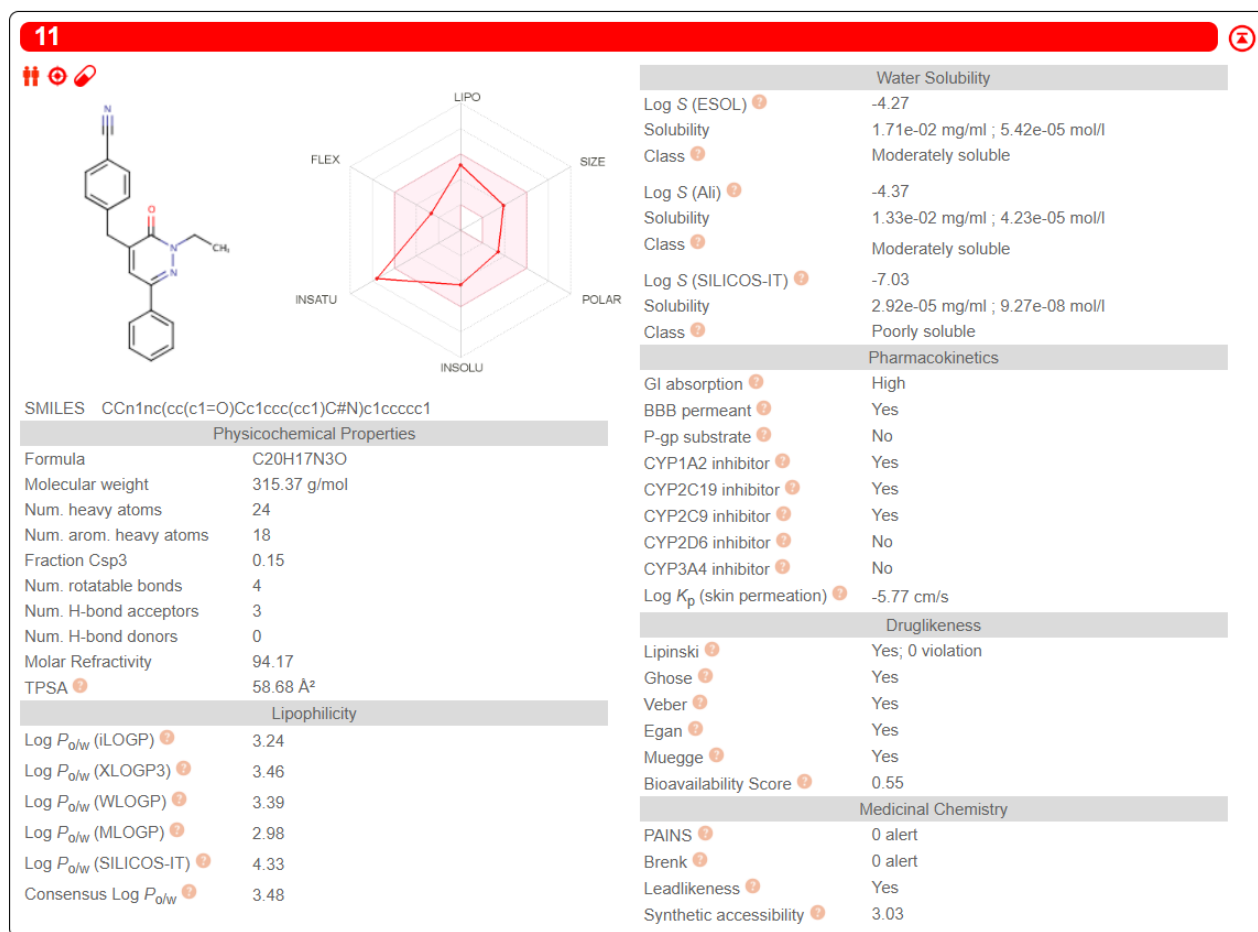 11
N
O
N
N
CH₃
LIPO
SIZE
POLAR
INSOLU
INSATU
FLEX
SMILES CCn1nc(cc(c1=O)Cc1ccc(cc1)C#N)c1ccccc1
Physicochemical Properties
Formula C20H17N3O
Molecular weight 315.37 g/mol
Num. heavy atoms 24
Num. arom. heavy atoms 18
Fraction Csp3 0.15
Num. rotatable bonds 4
Num. H-bond acceptors 3
Num. H-bond donors 0
Molar Refractivity 94.17
TPSA ? 58.68 Å²
Lipophilicity
Log Po/w (iLOGP) ? 3.24
Log Po/w (XLOGP3) ? 3.46
Log Po/w (WLOGP) ? 3.39
Log Po/w (MLOGP) ? 2.98
Log Po/w (SILICOS-IT) ? 4.33
Consensus Log Po/w ? 3.48
Water Solubility
Log S (ESOL) ? -4.27
Solubility 1.71e-02 mg/ml ; 5.42e-05 mol/l
Class ? Moderately soluble
Log S (Ali) ? -4.37
Solubility 1.33e-02 mg/ml ; 4.23e-05 mol/l
Class ? Moderately soluble
Log S (SILICOS-IT) ? -7.03
Solubility 2.92e-05 mg/ml ; 9.27e-08 mol/l
Class ? Poorly soluble
Pharmacokinetics
GI absorption ? High
BBB permeant ? Yes
P-gp substrate ? No
CYP1A2 inhibitor ? Yes
CYP2C19 inhibitor ? Yes
CYP2C9 inhibitor ? Yes
CYP2D6 inhibitor ? No
CYP3A4 inhibitor ? No
Log Kp (skin permeation) ? -5.77 cm/s
Druglikeness
Lipinski ? Yes; 0 violation
Ghose ? Yes
Veber ? Yes
Egan ? Yes
Muegge ? Yes
Bioavailability Score ? 0.55
Medicinal Chemistry
PAINS ? 0 alert
Brenk ? 0 alert
Leadlikeness ? Yes
Synthetic accessibility ? 3.03